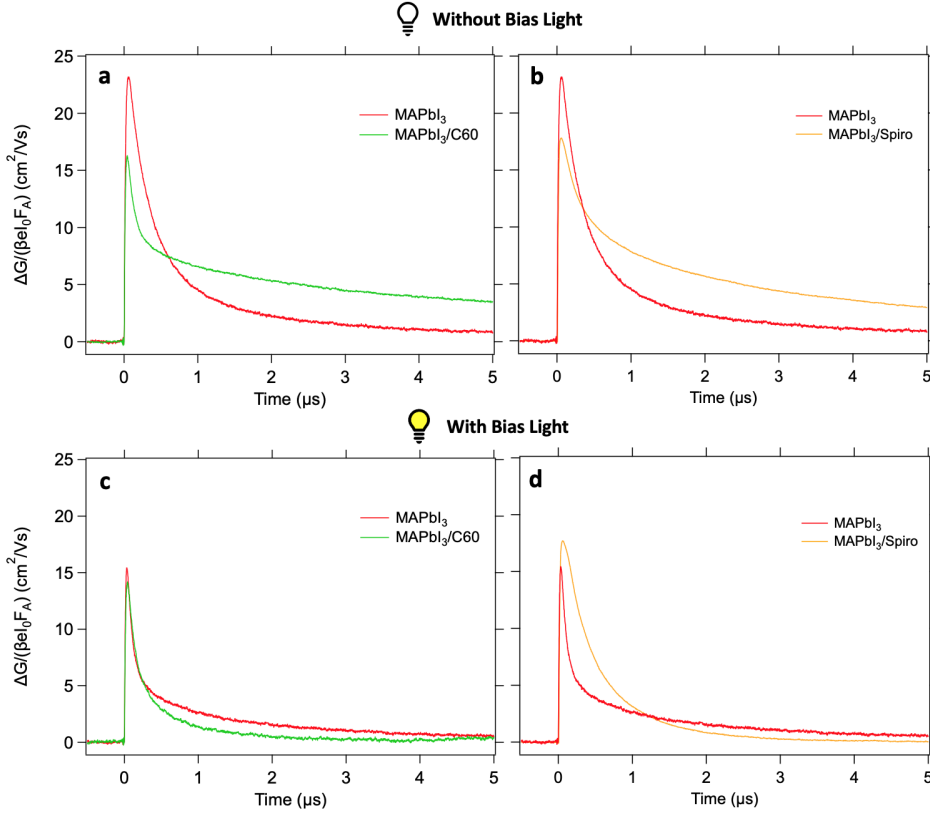 Without Bias Light
a
b
25
20
15
10
5
0
ΔG/(βeI₀F_A) (cm²/Vs)
MAPbI₃
MAPbI₃/C60
MAPbI₃
MAPbI₃/Spiro
0 1 2 3 4 5
0 1 2 3 4 5
Time (µs)
Time (µs)
With Bias Light
c
d
25
20
15
10
5
0
ΔG/(βeI₀F_A) (cm²/Vs)
MAPbI₃
MAPbI₃/C60
MAPbI₃
MAPbI₃/Spiro
0 1 2 3 4 5
0 1 2 3 4 5
Time (µs)
Time (µs)